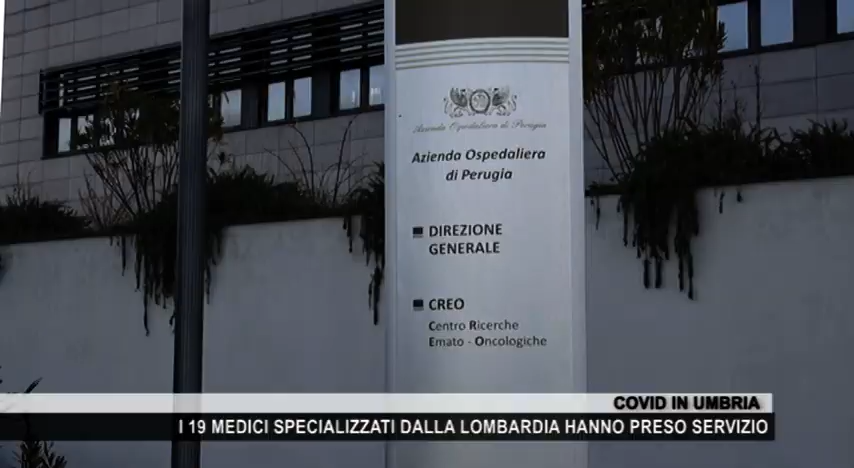 Azienda Ospedaliera di Perugia
Azienda Ospedaliera
di Perugia
DIREZIONE
GENERALE
CREO
Centro Ricerche
Emato - Oncologiche
COVID IN UMBRIA
I 19 MEDICI SPECIALIZZATI DALLA LOMBARDIA HANNO PRESO SERVIZIO